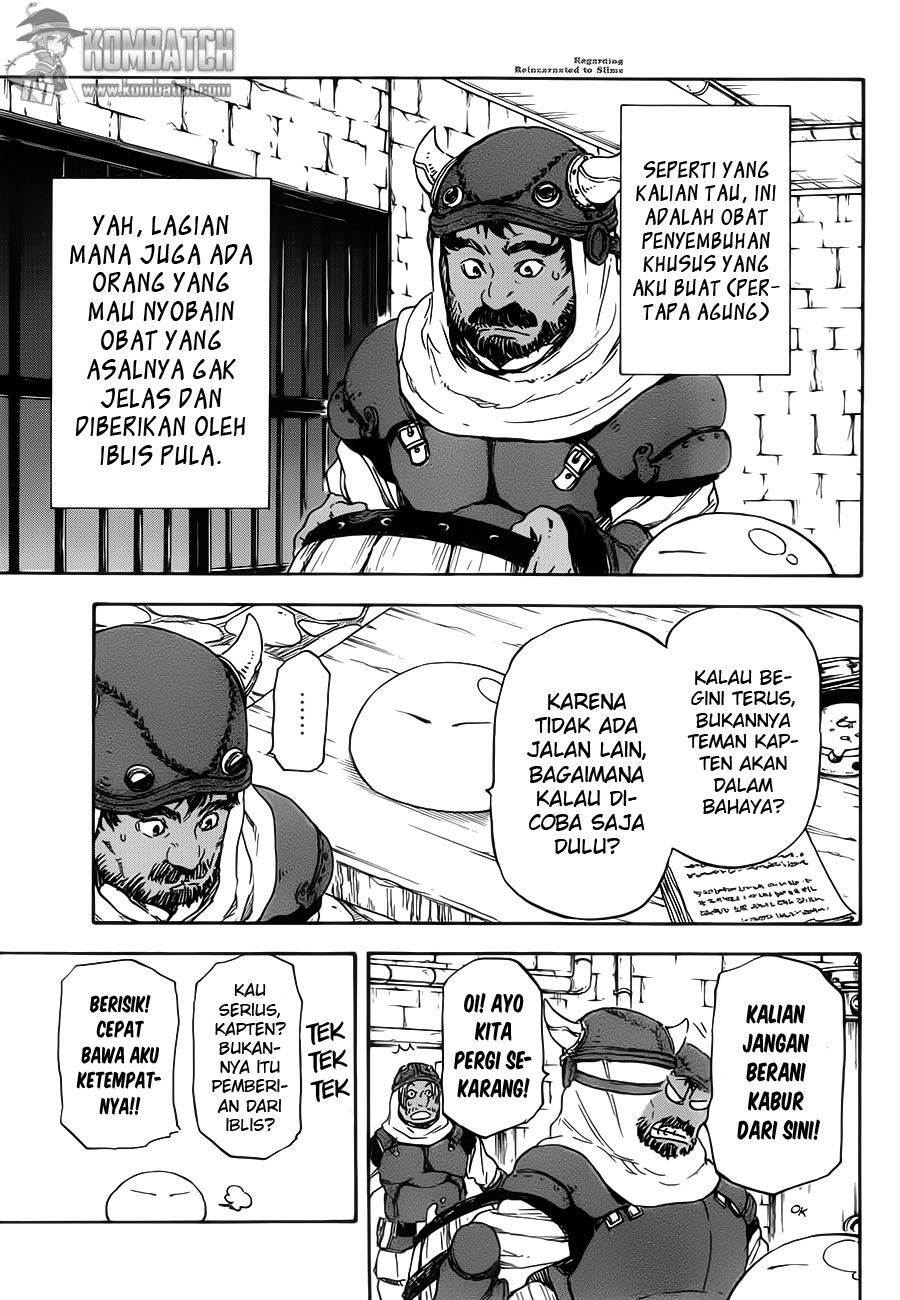 KOMBATCH
www.kombatch.com
Regarding
Reincarnated to Slime
SEPERTI YANG
KALIAN TAU, INI
ADALAH OBAT
PENYEMBUHAN
KHUSUS YANG
AKU BUAT (PER-
TAPA AGUNG)
YAH, LAGIAN
MANA JUGA ADA
ORANG YANG
MAU NYOBAIN
OBAT YANG
ASALNYA GAK
JELAS DAN
DIBERIKAN OLEH
IBLIS PULA.
KALAU BE-
GINI TERUS,
BUKANNYA
TEMAN KAP-
TEN AKAN
DALAM
BAHAYA?
KARENA
TIDAK ADA
JALAN LAIN,
BAGAIMANA
KALAU DI-
COBA SAJA
DULU?
........
KALIAN
JANGAN
BERANI
KABUR
DARI SINI!
OK
OI! AYO
KITA
PERGI SE-
KARANG!
TEK
TEK
TEK
KAU
SERIUS,
KAPTEN?
BUKAN-
NYA ITU
PEMBERI-
AN DARI
IBLIS?
BERISIK!
CEPAT
BAWA AKU
KETEMPAT-
NYA!!